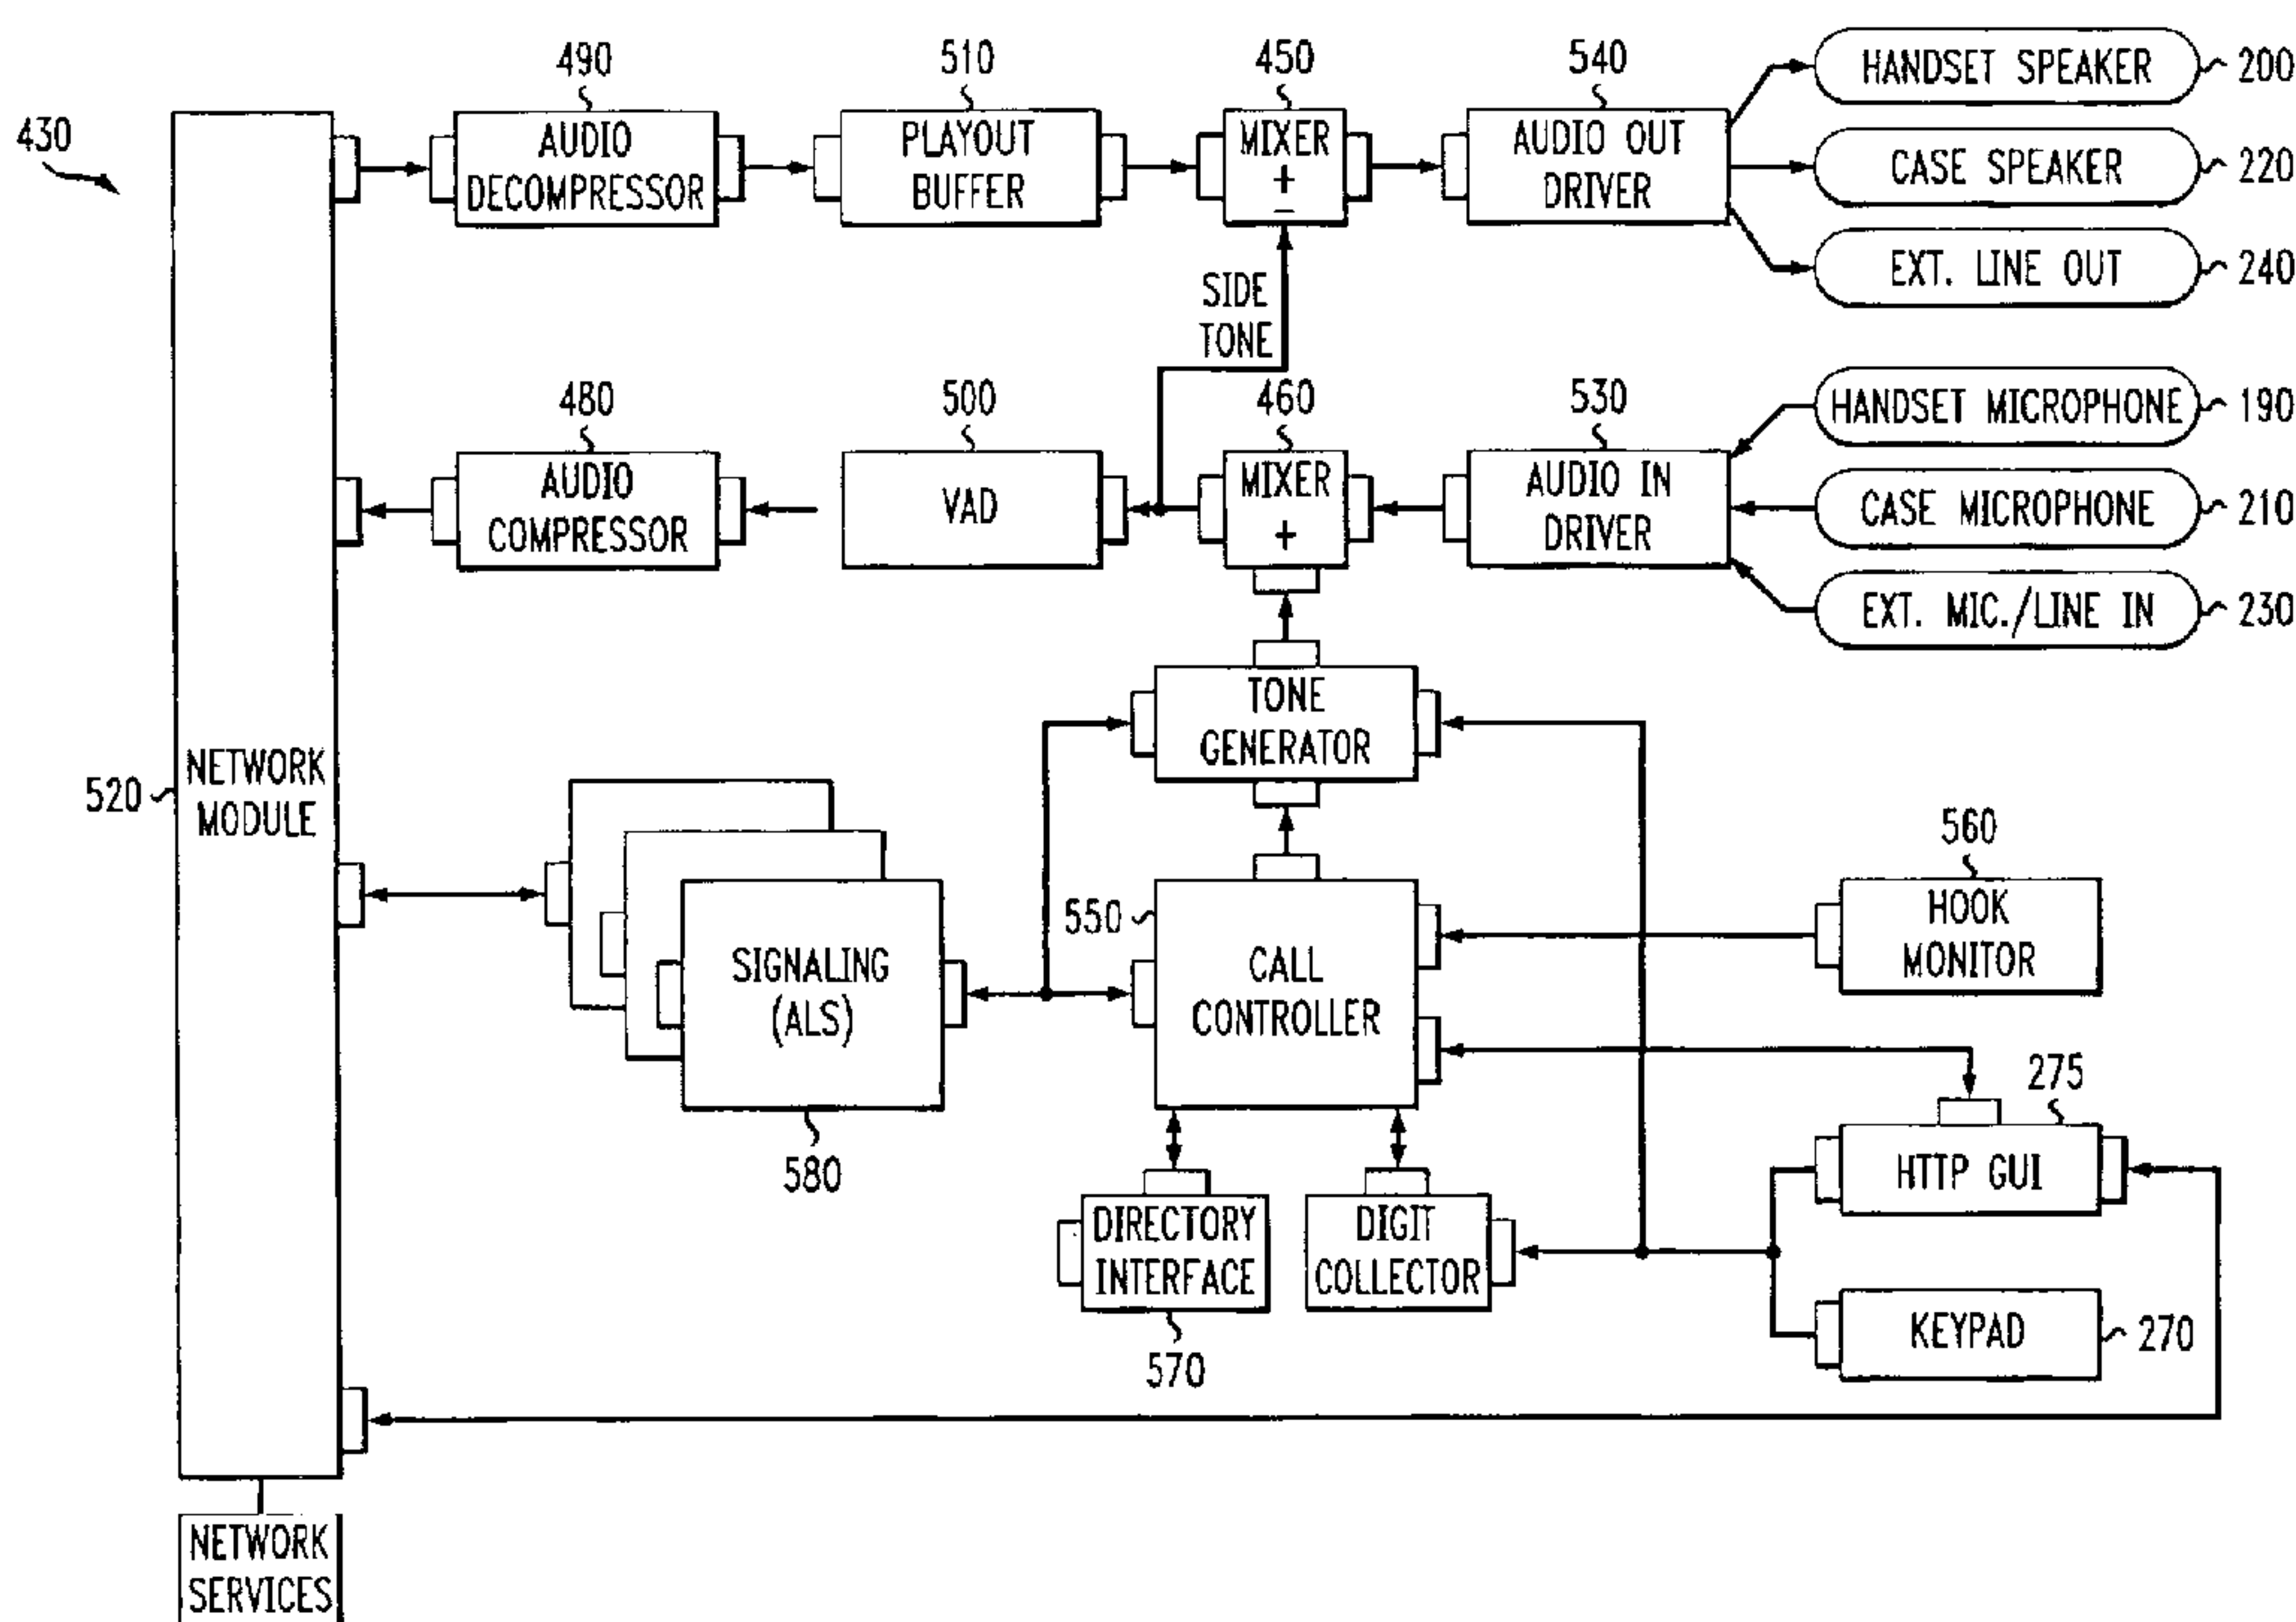 430
490
AUDIO
DECOMPRESSOR
510
PLAYOUT
BUFFER
450
MIXER
+
−
540
AUDIO OUT
DRIVER
HANDSET SPEAKER
200
CASE SPEAKER
220
EXT. LINE OUT
240
SIDE
TONE
480
AUDIO
COMPRESSOR
500
VAD
460
MIXER
+
530
AUDIO IN
DRIVER
HANDSET MICROPHONE
190
CASE MICROPHONE
210
EXT. MIC./LINE IN
230
TONE
GENERATOR
520
NETWORK
MODULE
SIGNALING
(ALS)
580
550
CALL
CONTROLLER
560
HOOK
MONITOR
275
HTTP GUI
DIRECTORY
INTERFACE
570
DIGIT
COLLECTOR
KEYPAD
270
NETWORK
SERVICES